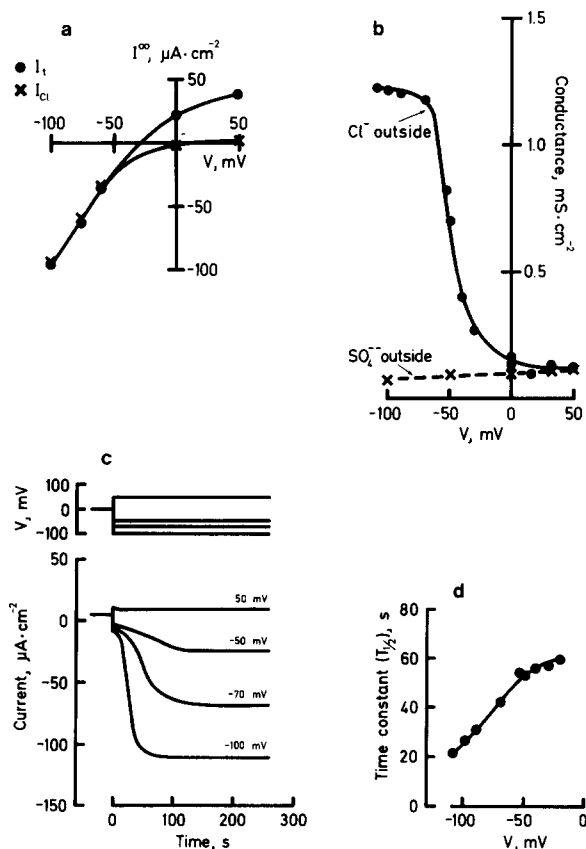 a
I∞, μA·cm⁻²
● I_t
× I_Cl
50
-100
-50
50
V, mV
-50
-100
b
1.5
Conductance, mS·cm⁻²
Cl⁻ outside
1.0
0.5
SO₄⁻⁻ outside
-100
-50
0
50
V, mV
c
V, mV
100
0
-100
Current, μA·cm⁻²
50
0
-50
-100
-150
50 mV
-50 mV
-70 mV
-100 mV
0
100
200
300
Time, s
d
Time constant (T½), s
80
60
40
20
0
-100
-50
0
V, mV